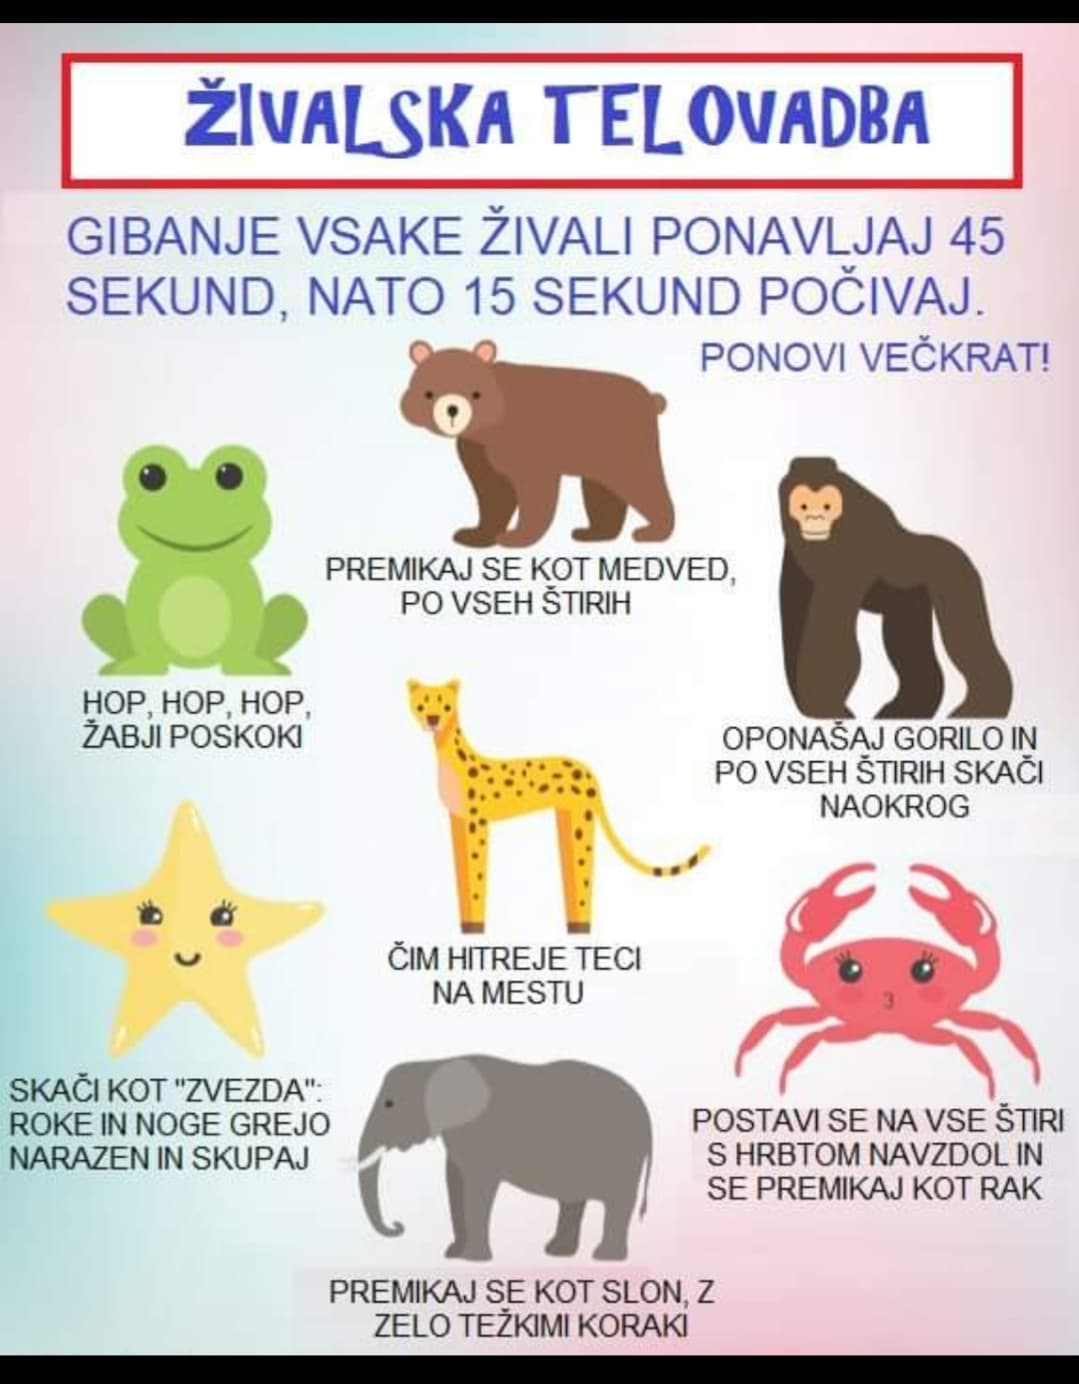 ŽIVALSKA TELOVADBA
GIBANJE VSAKE ŽIVALI PONAVLJAJ 45
SEKUND, NATO 15 SEKUND POČIVAJ.
PONOVI VEČKRAT!
PREMIKAJ SE KOT MEDVED,
PO VSEH ŠTIRIH
HOP, HOP, HOP,
ŽABJI POSKOKI
OPONAŠAJ GORILO IN
PO VSEH ŠTIRIH SKAČI
NAOKROG
ČIM HITREJE TECI
NA MESTU
SKAČI KOT "ZVEZDA":
ROKE IN NOGE GREJO
NARAZEN IN SKUPAJ
POSTAVI SE NA VSE ŠTIRI
S HRBTOM NAVZDOL IN
SE PREMIKAJ KOT RAK
PREMIKAJ SE KOT SLON, Z
ZELO TEŽKIMI KORAKI